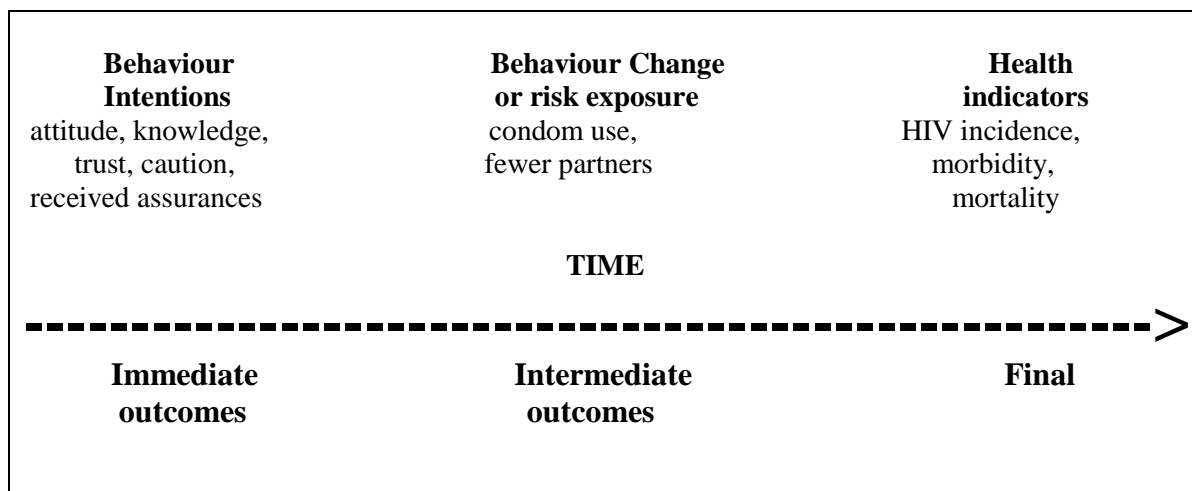 Behaviour
Intentions
attitude, knowledge,
trust, caution,
received assurances
Behaviour Change
or risk exposure
condom use,
fewer partners
Health
indicators
HIV incidence,
morbidity,
mortality
TIME
Immediate
outcomes
Intermediate
outcomes
Final